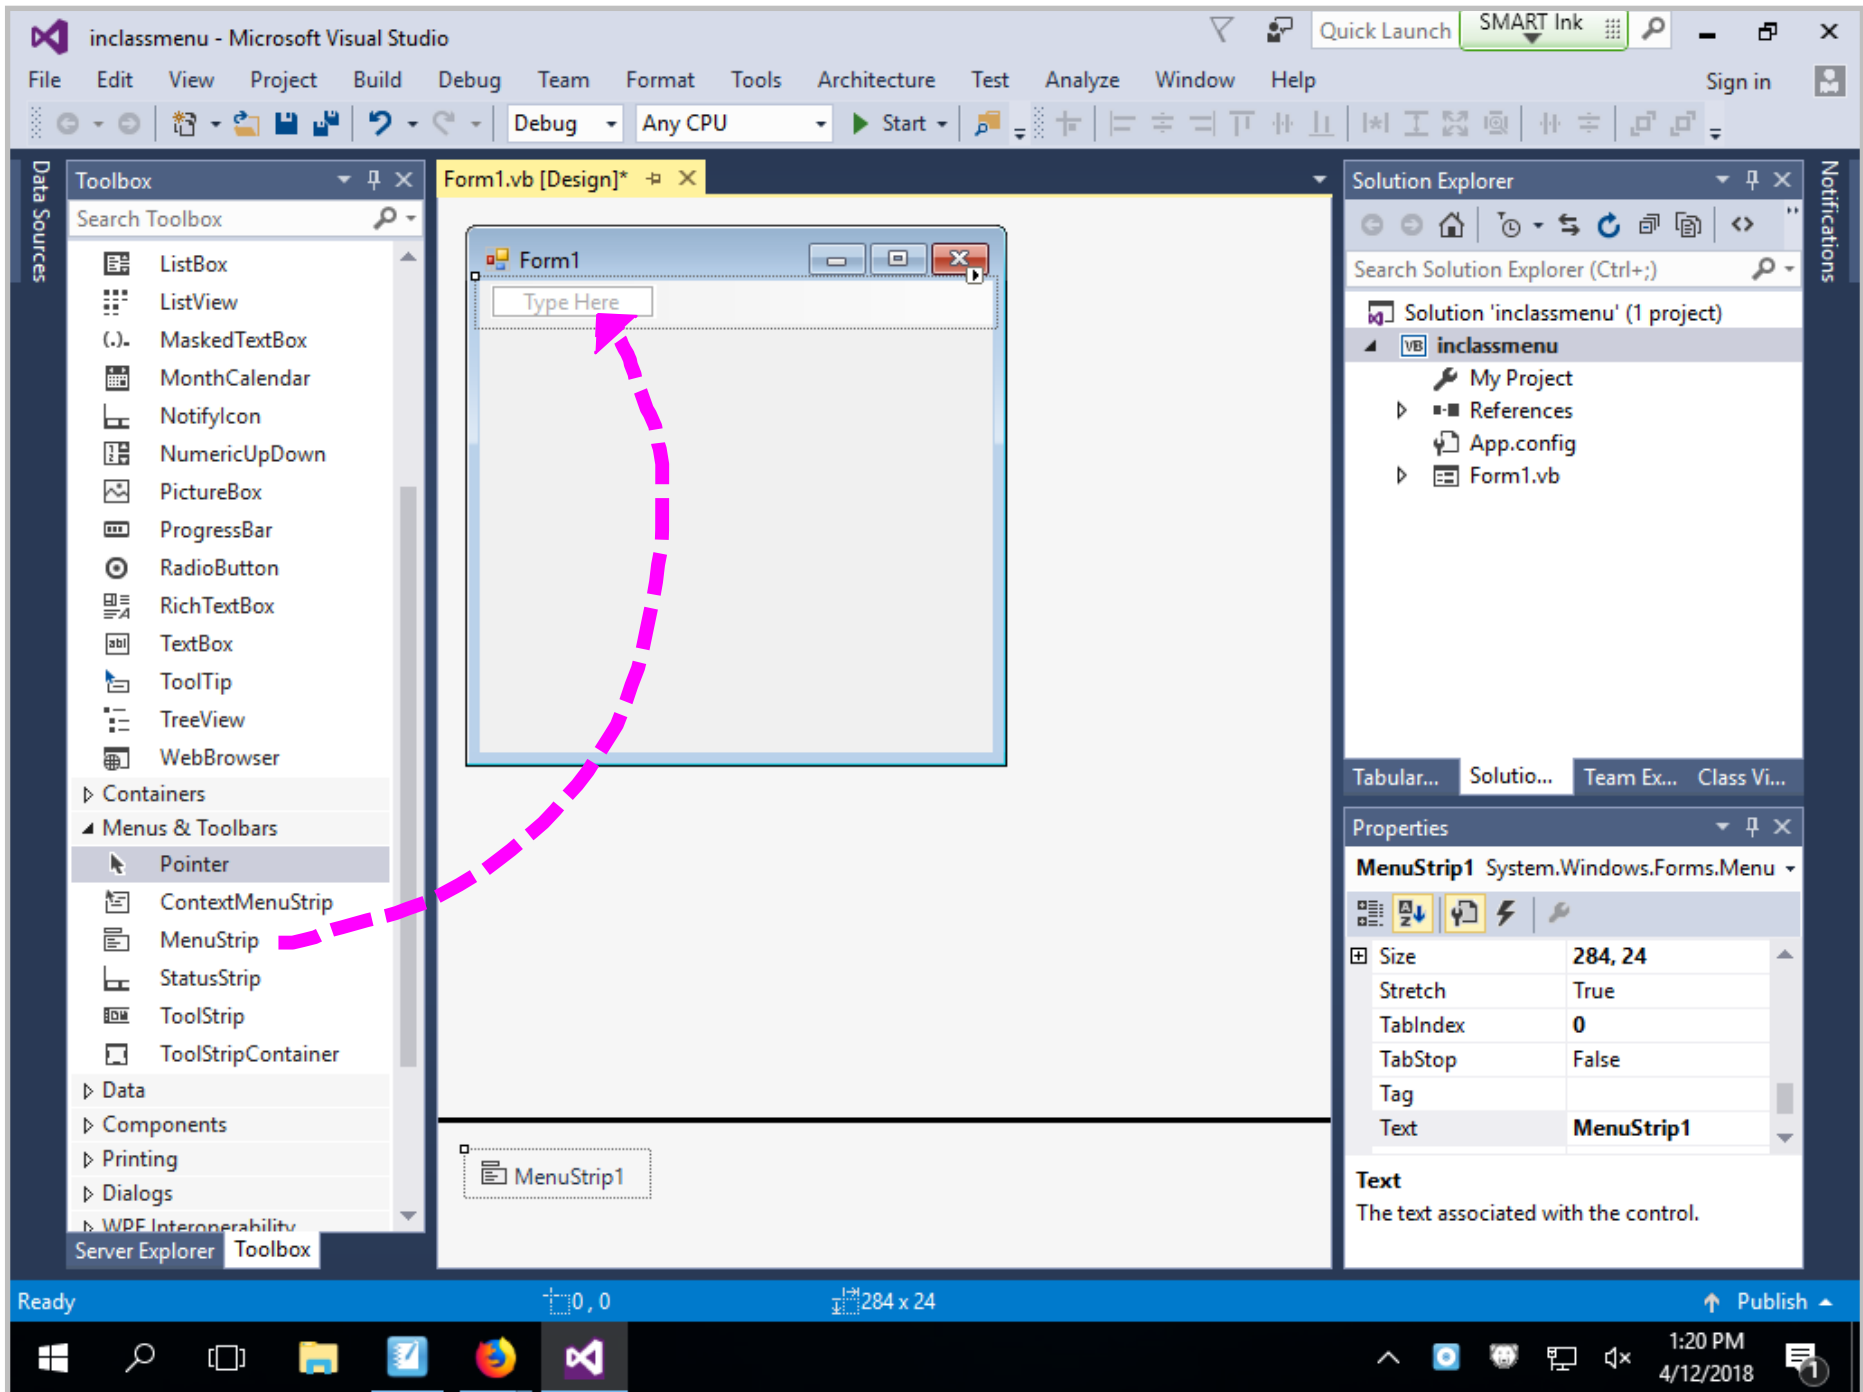 inclassmenu - Microsoft Visual Studio
Quick Launch
SMART Ink
File Edit View Project Build Debug Team Format Tools Architecture Test Analyze Window Help
Sign in
Debug Any CPU Start
Data Sources
Toolbox
Search Toolbox
ListBox
ListView
MaskedTextBox
MonthCalendar
NotifyIcon
NumericUpDown
PictureBox
ProgressBar
RadioButton
RichTextBox
TextBox
ToolTip
TreeView
WebBrowser
Containers
Menus & Toolbars
Pointer
ContextMenuStrip
MenuStrip
StatusStrip
ToolStrip
ToolStripContainer
Data
Components
Printing
Dialogs
WPF Interoperability
Server Explorer Toolbox
Form1.vb [Design]*
Form1
Type Here
MenuStrip1
Solution Explorer
Search Solution Explorer (Ctrl+;)
Solution 'inclassmenu' (1 project)
VB inclassmenu
My Project
References
App.config
Form1.vb
Tabular... Solutio... Team Ex... Class Vi...
Properties
MenuStrip1 System.Windows.Forms.Menu
Size 284, 24
Stretch True
TabIndex 0
TabStop False
Tag
Text MenuStrip1
Text
The text associated with the control.
Notifications
Ready
0 , 0
284 x 24
Publish
1:20 PM
4/12/2018
1